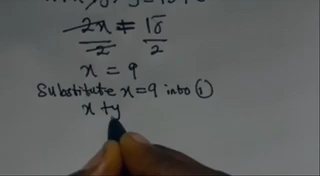 2x = 18
2 2
x = 9
Substitute x = 9 into ①
x + y